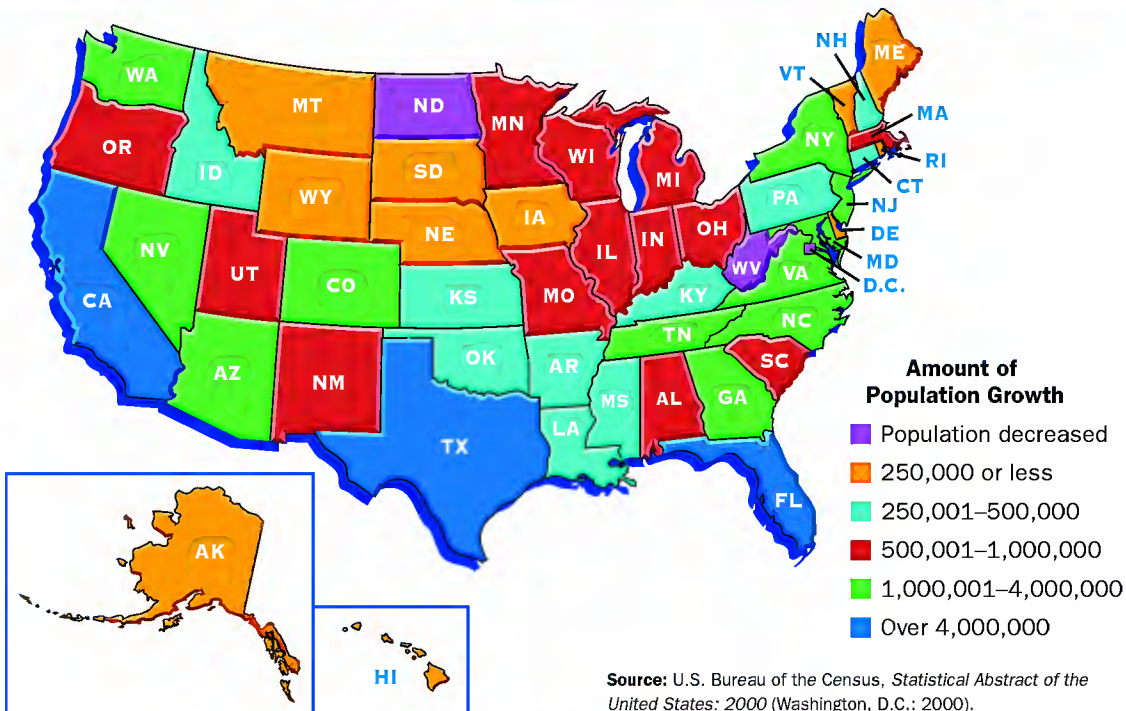 NH
ME
VT
WA
MT
ND
MN
MA
OR
NY
ID
SD
WI
RI
MI
CT
WY
PA
NJ
IA
NE
OH
DE
IN
IL
NV
WV
MD
UT
VA
CO
D.C.
CA
KS
MO
KY
NC
TN
OK
SC
AZ
AR
NM
GA
MS
AL
LA
TX
FL
AK
HI
Amount of
Population Growth
Population decreased
250,000 or less
250,001–500,000
500,001–1,000,000
1,000,001–4,000,000
Over 4,000,000
Source: U.S. Bureau of the Census, Statistical Abstract of the
United States: 2000 (Washington, D.C.: 2000).